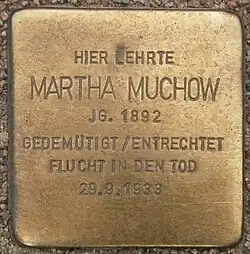 HIER LEHRTE
MARTHA MUCHOW
JG. 1892
GEDEMÜTIGT / ENTRECHTET
FLUCHT IN DEN TOD
29.9.1933